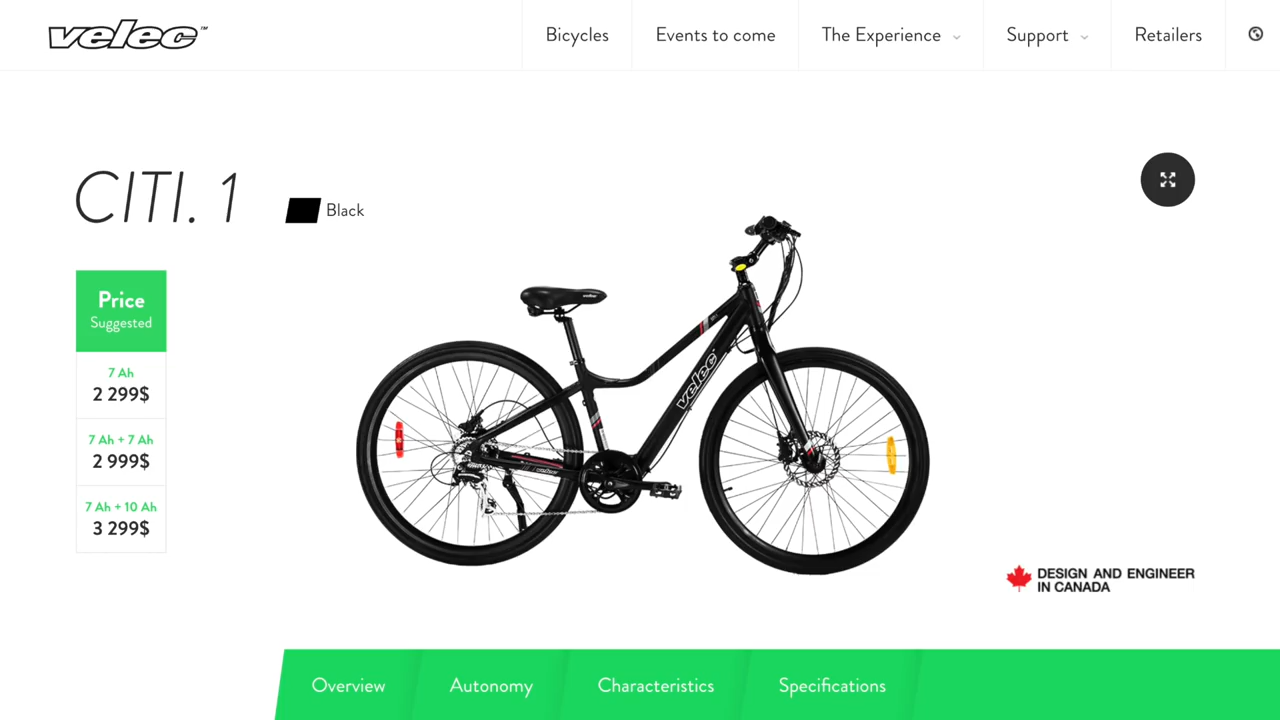 velec™
Bicycles
Events to come
The Experience
Support
Retailers
CITI. 1
Black
Price
Suggested
7 Ah
2 299$
7 Ah + 7 Ah
2 999$
7 Ah + 10 Ah
3 299$
velec
DESIGN AND ENGINEER
IN CANADA
Overview
Autonomy
Characteristics
Specifications